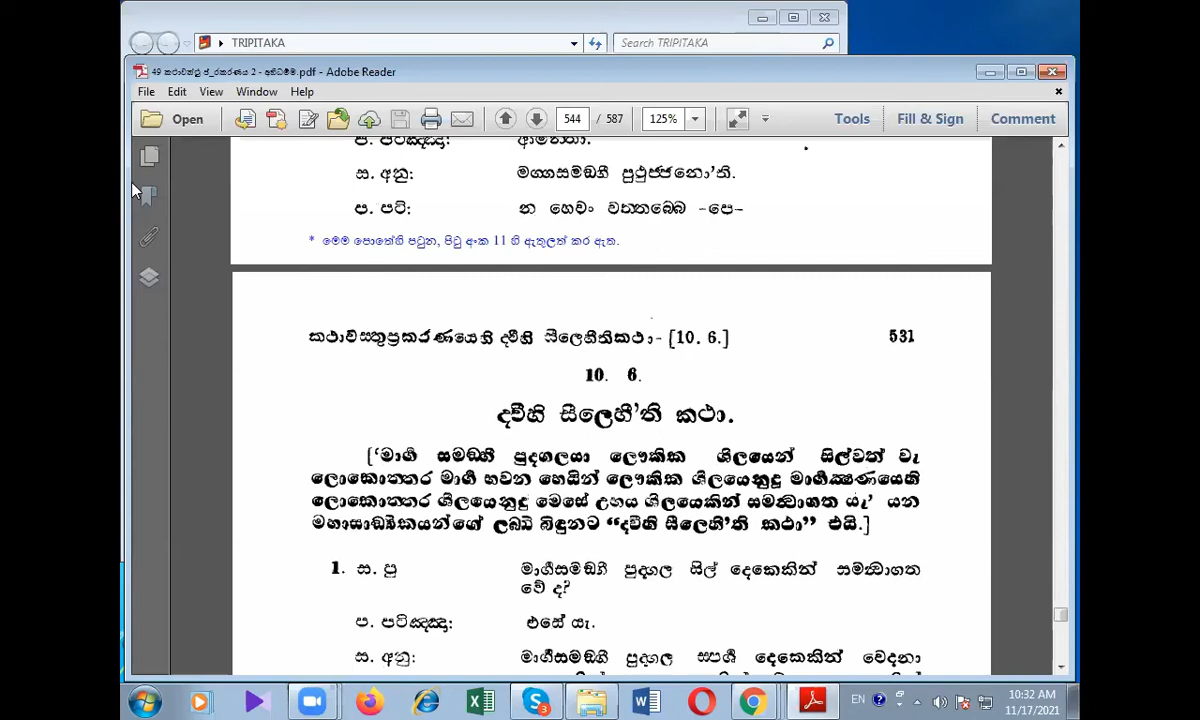 TRIPITAKA
Search TRIPITAKA
49 කථාවත්ථු ප්‍රකරණය 2 - අභිධම්ම.pdf - Adobe Reader
File Edit View Window Help
Open 544 / 587 125% Tools Fill & Sign Comment
ප. පටිඤ්ඤා: ආමන්තා.
ස. අනු: මග්ගසමඞ්ගී පුථුජ්ජනො'ති.
ප. පටි: න හෙවං වත්තබ්බෙ -පෙ-
* මෙම පොතේහි පටුන, පිටු අංක 11 හි ඇතුලත් කර ඇත.
කථාවස්තුප්‍රකරණයෙහි ද්වීහි සීලෙහීතිකථා- [10. 6.] 531
10. 6.
ද්වීහි සීලෙහී'ති කථා.
['මාර්ග සමඞ්ගී පුද්ගලයා ලෞකික ශීලයෙන් සිල්වත් වැ
ලොකොත්තර මාර්ග භවන හෙයින් ලෞකික ශීලයෙනුදු මාර්ගක්‍ෂණයෙහි
ලොකොත්තර ශීලයෙනුදු මෙසේ උභය ශීලයෙකින් සමන්‍වාගත යැ' යන
මහාසාඞ්ඝිකයන්ගේ ලබ්ධි බිඳුනට "ද්වීහි සීලෙහී'ති කථා" එයි.]
1. ස. පු මාර්ගසමඞ්ගී පුද්ගල සිල් දෙකෙකින් සමන්‍වාගත
වේ ද?
ප. පටිඤ්ඤා: එසේ යැ.
ස. අනු: මාර්ගසමඞ්ගී පුද්ගල ස්පර්ශ දෙකෙකින් වේදනා
EN
10:32 AM
11/17/2021